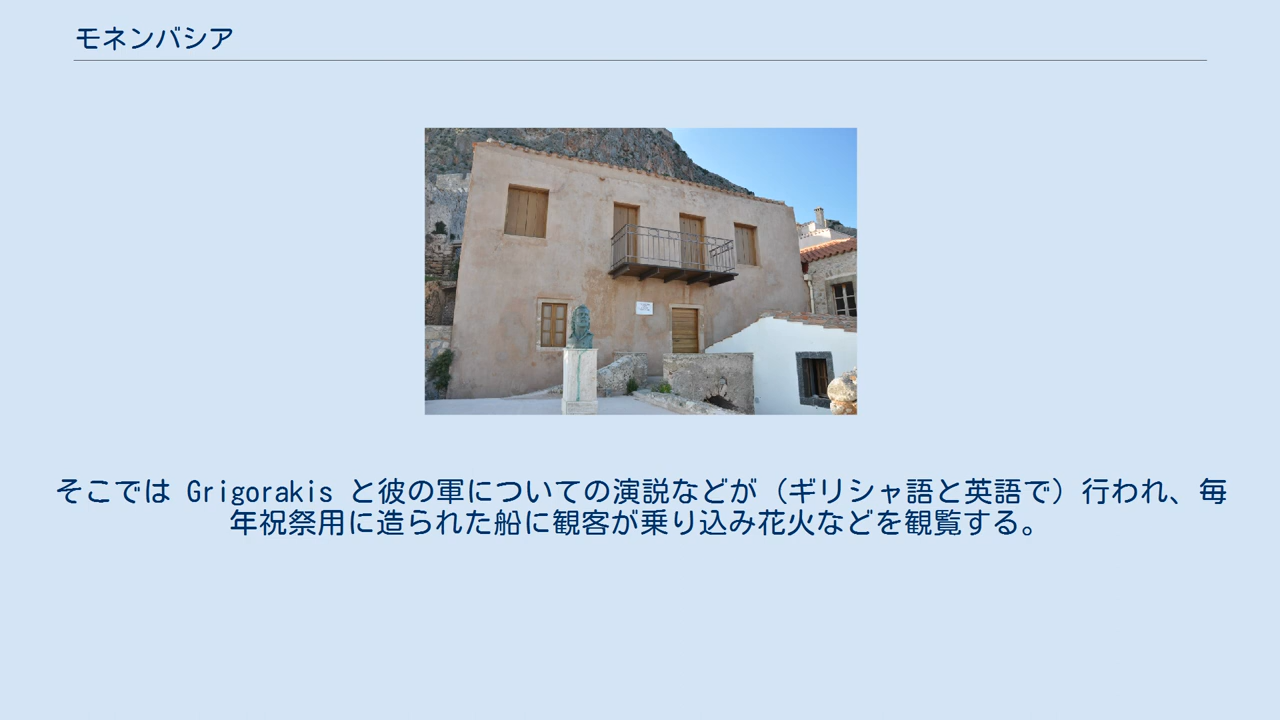 モネンバシア
そこでは Grigorakis と彼の軍についての演説などが（ギリシャ語と英語で）行われ、毎
年祝祭用に造られた船に観客が乗り込み花火などを観覧する。